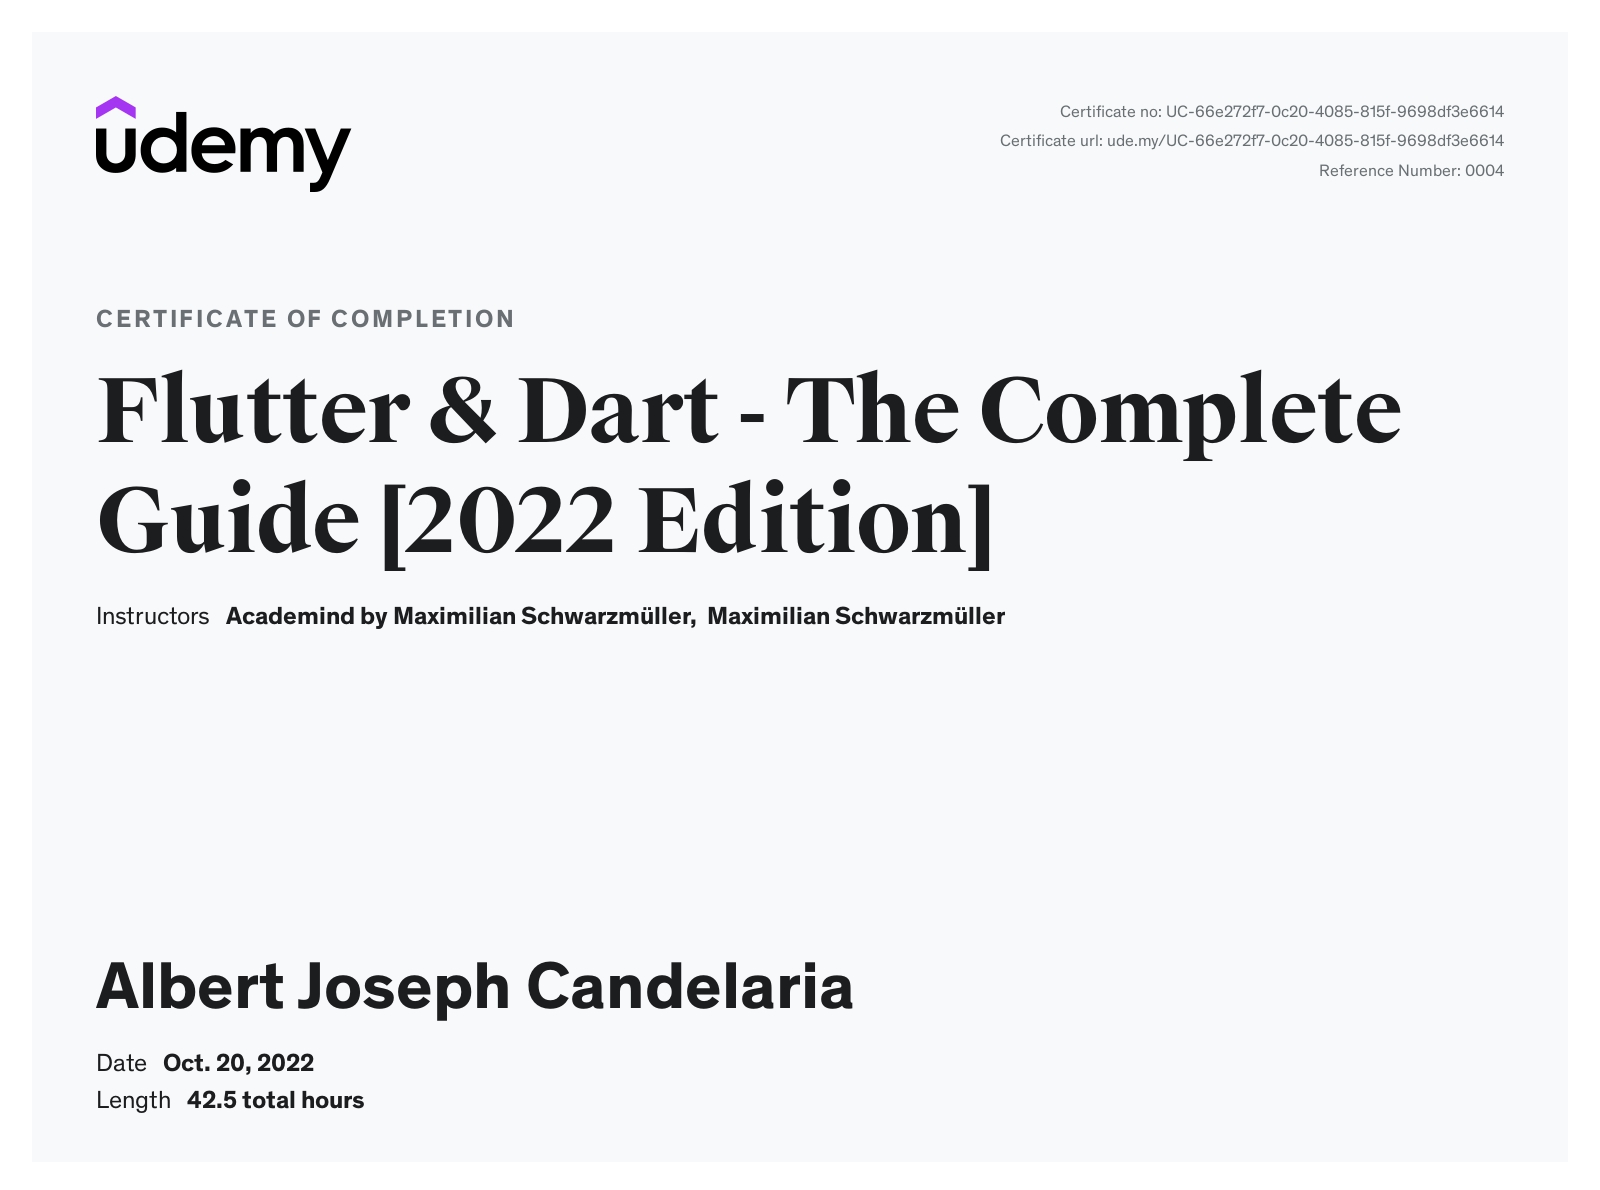 udemy
Certificate no: UC-66e272f7-0c20-4085-815f-9698df3e6614
Certificate url: ude.my/UC-66e272f7-0c20-4085-815f-9698df3e6614
Reference Number: 0004
CERTIFICATE OF COMPLETION
Flutter & Dart - The Complete
Guide [2022 Edition]
Instructors Academind by Maximilian Schwarzmüller, Maximilian Schwarzmüller
Albert Joseph Candelaria
Date Oct. 20, 2022
Length 42.5 total hours